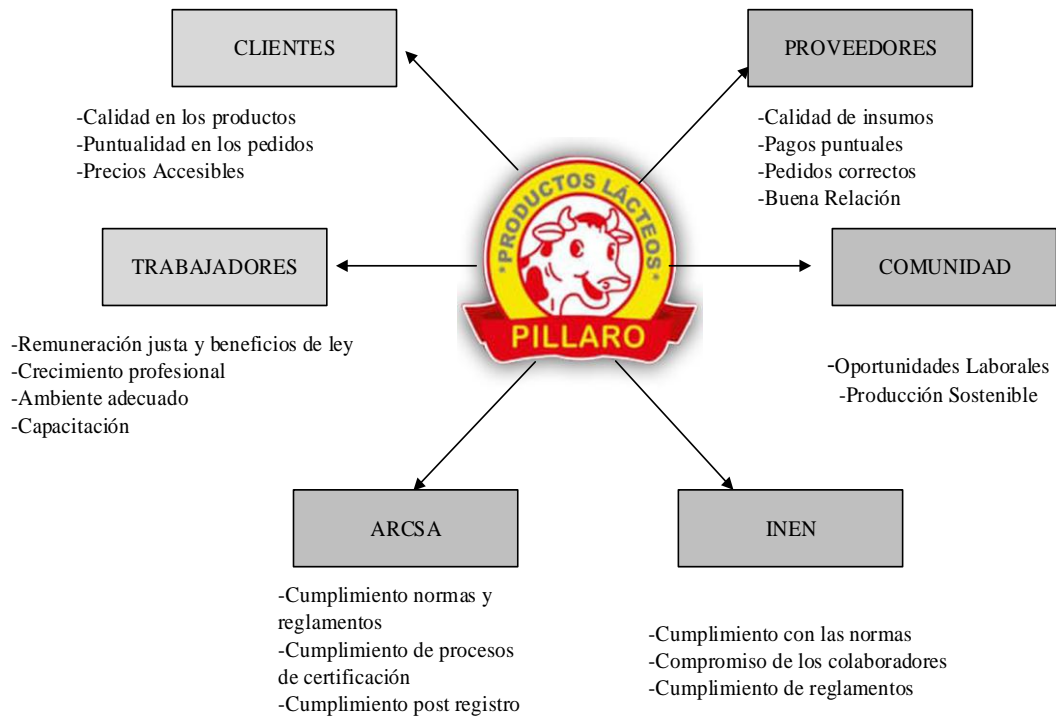 CLIENTES
-Calidad en los productos
-Puntualidad en los pedidos
-Precios Accesibles
PROVEEDORES
-Calidad de insumos
-Pagos puntuales
-Pedidos correctos
-Buena Relación
*PRODUCTOS LÁCTEOS*
PILLARO
TRABAJADORES
-Remuneración justa y beneficios de ley
-Crecimiento profesional
-Ambiente adecuado
-Capacitación
COMUNIDAD
-Oportunidades Laborales
-Producción Sostenible
ARCSA
-Cumplimiento normas y
reglamentos
-Cumplimiento de procesos
de certificación
-Cumplimiento post registro
INEN
-Cumplimiento con las normas
-Compromiso de los colaboradores
-Cumplimiento de reglamentos